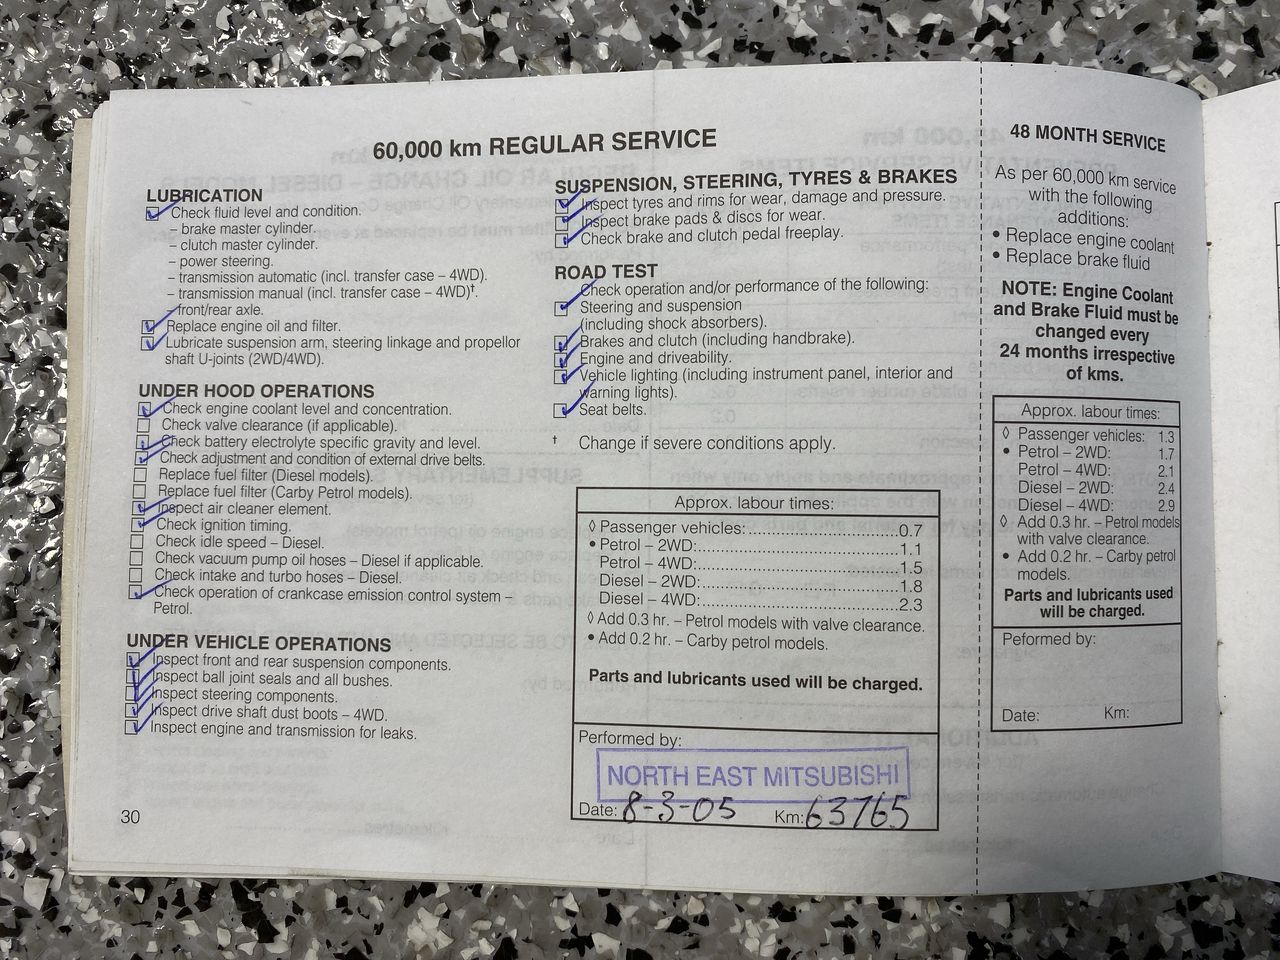 60,000 km REGULAR SERVICE
LUBRICATION
Check fluid level and condition.
– brake master cylinder.
– clutch master cylinder.
– power steering.
– transmission automatic (incl. transfer case – 4WD).
– transmission manual (incl. transfer case – 4WD)†.
– front/rear axle.
Replace engine oil and filter.
Lubricate suspension arm, steering linkage and propellor
shaft U-joints (2WD/4WD).
UNDER HOOD OPERATIONS
Check engine coolant level and concentration.
Check valve clearance (if applicable).
Check battery electrolyte specific gravity and level.
Check adjustment and condition of external drive belts.
Replace fuel filter (Diesel models).
Replace fuel filter (Carby Petrol models).
Inspect air cleaner element.
Check ignition timing.
Check idle speed – Diesel.
Check vacuum pump oil hoses – Diesel if applicable.
Check intake and turbo hoses – Diesel.
Check operation of crankcase emission control system –
Petrol.
UNDER VEHICLE OPERATIONS
Inspect front and rear suspension components.
Inspect ball joint seals and all bushes.
Inspect steering components.
Inspect drive shaft dust boots – 4WD.
Inspect engine and transmission for leaks.
30
SUSPENSION, STEERING, TYRES & BRAKES
Inspect tyres and rims for wear, damage and pressure.
Inspect brake pads & discs for wear.
Check brake and clutch pedal freeplay.
ROAD TEST
Check operation and/or performance of the following:
Steering and suspension
(including shock absorbers).
Brakes and clutch (including handbrake).
Engine and driveability.
Vehicle lighting (including instrument panel, interior and
warning lights).
Seat belts.
† Change if severe conditions apply.
Approx. labour times:
◊ Passenger vehicles:..................................0.7
• Petrol – 2WD:............................................1.1
Petrol – 4WD:............................................1.5
Diesel – 2WD:...........................................1.8
Diesel – 4WD:...........................................2.3
◊ Add 0.3 hr. – Petrol models with valve clearance.
• Add 0.2 hr. – Carby petrol models.
Parts and lubricants used will be charged.
Performed by:
NORTH EAST MITSUBISHI
Date: 8-3-05 Km: 63765
48 MONTH SERVICE
As per 60,000 km service
with the following
additions:
• Replace engine coolant
• Replace brake fluid
NOTE: Engine Coolant
and Brake Fluid must be
changed every
24 months irrespective
of kms.
Approx. labour times:
◊ Passenger vehicles: 1.3
• Petrol – 2WD: 1.7
Petrol – 4WD: 2.1
Diesel – 2WD: 2.4
Diesel – 4WD: 2.9
◊ Add 0.3 hr. – Petrol models
with valve clearance.
• Add 0.2 hr. – Carby petrol
models.
Parts and lubricants used
will be charged.
Peformed by:
Date: Km: